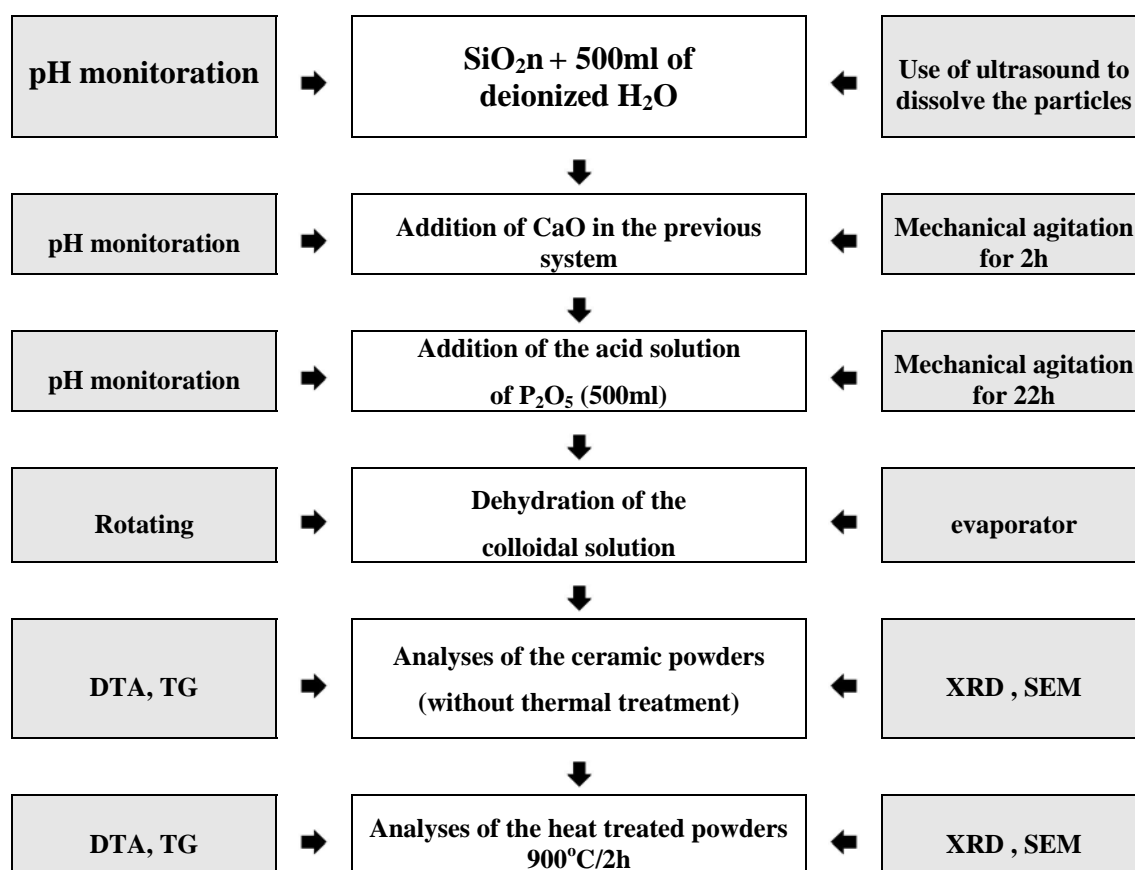 pH monitoration
SiO₂n + 500ml of
deionized H₂O
Use of ultrasound to
dissolve the particles
pH monitoration
Addition of CaO in the previous
system
Mechanical agitation
for 2h
pH monitoration
Addition of the acid solution
of P₂O₅ (500ml)
Mechanical agitation
for 22h
Rotating
Dehydration of the
colloidal solution
evaporator
DTA, TG
Analyses of the ceramic powders
(without thermal treatment)
XRD , SEM
DTA, TG
Analyses of the heat treated powders
900°C/2h
XRD , SEM